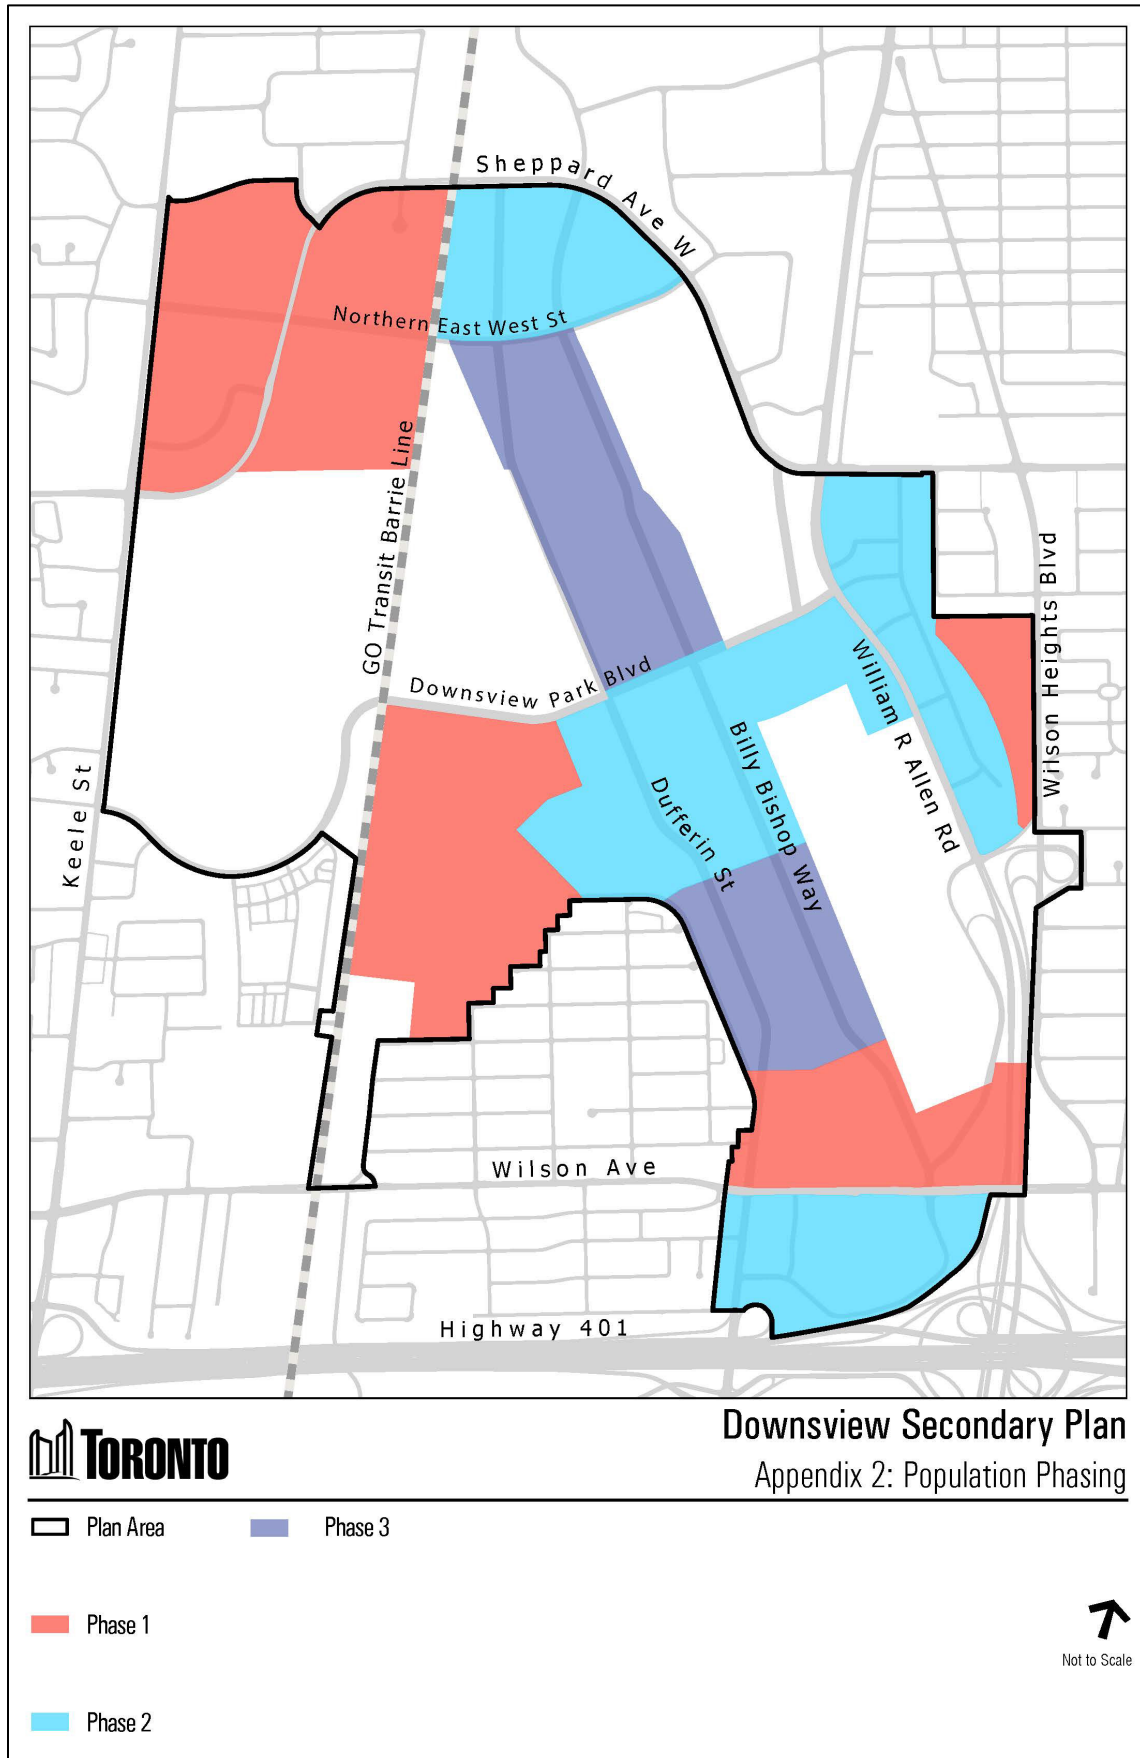 Sheppard Ave W
Northern East West St
GO Transit Barrie Line
Wilson Heights Blvd
Downsview Park Blvd
William R Allen Rd
Billy Bishop Way
Dufferin St
Keele St
Wilson Ave
Highway 401
TORONTO
Downsview Secondary Plan
Appendix 2: Population Phasing
Plan Area
Phase 3
Phase 1
Not to Scale
Phase 2